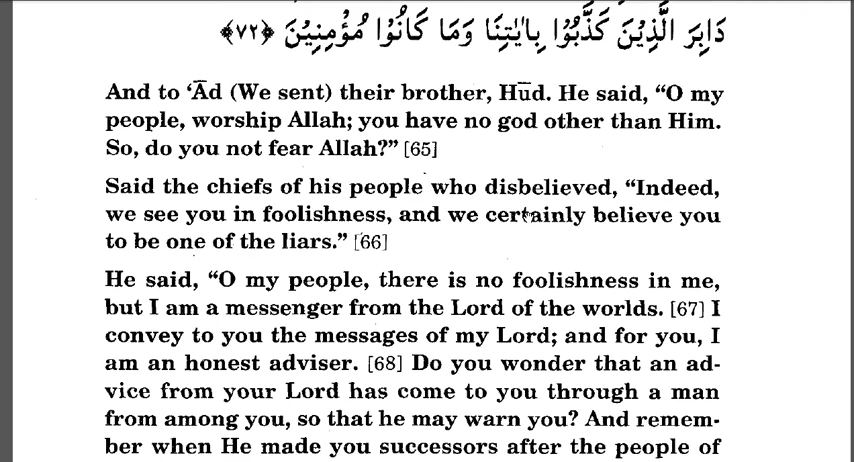 دَابِرَ الَّذِيْنَ كَذَّبُوْا بِاٰيٰتِنَا وَمَا كَانُوْا مُؤْمِنِيْنَ ﴿٧٢﴾
And to ‘Ād (We sent) their brother, Hūd. He said, “O my
people, worship Allah; you have no god other than Him.
So, do you not fear Allah?” [65]
Said the chiefs of his people who disbelieved, “Indeed,
we see you in foolishness, and we certainly believe you
to be one of the liars.” [66]
He said, “O my people, there is no foolishness in me,
but I am a messenger from the Lord of the worlds. [67] I
convey to you the messages of my Lord; and for you, I
am an honest adviser. [68] Do you wonder that an ad-
vice from your Lord has come to you through a man
from among you, so that he may warn you? And remem-
ber when He made you successors after the people of